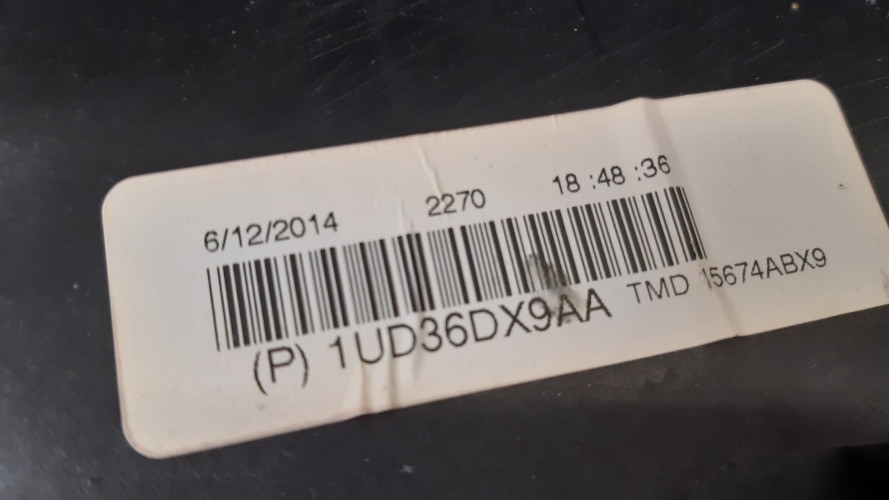 6/12/2014 2270 18 :48 :36
(P) 1UD36DX9AA TMD 15674ABX9